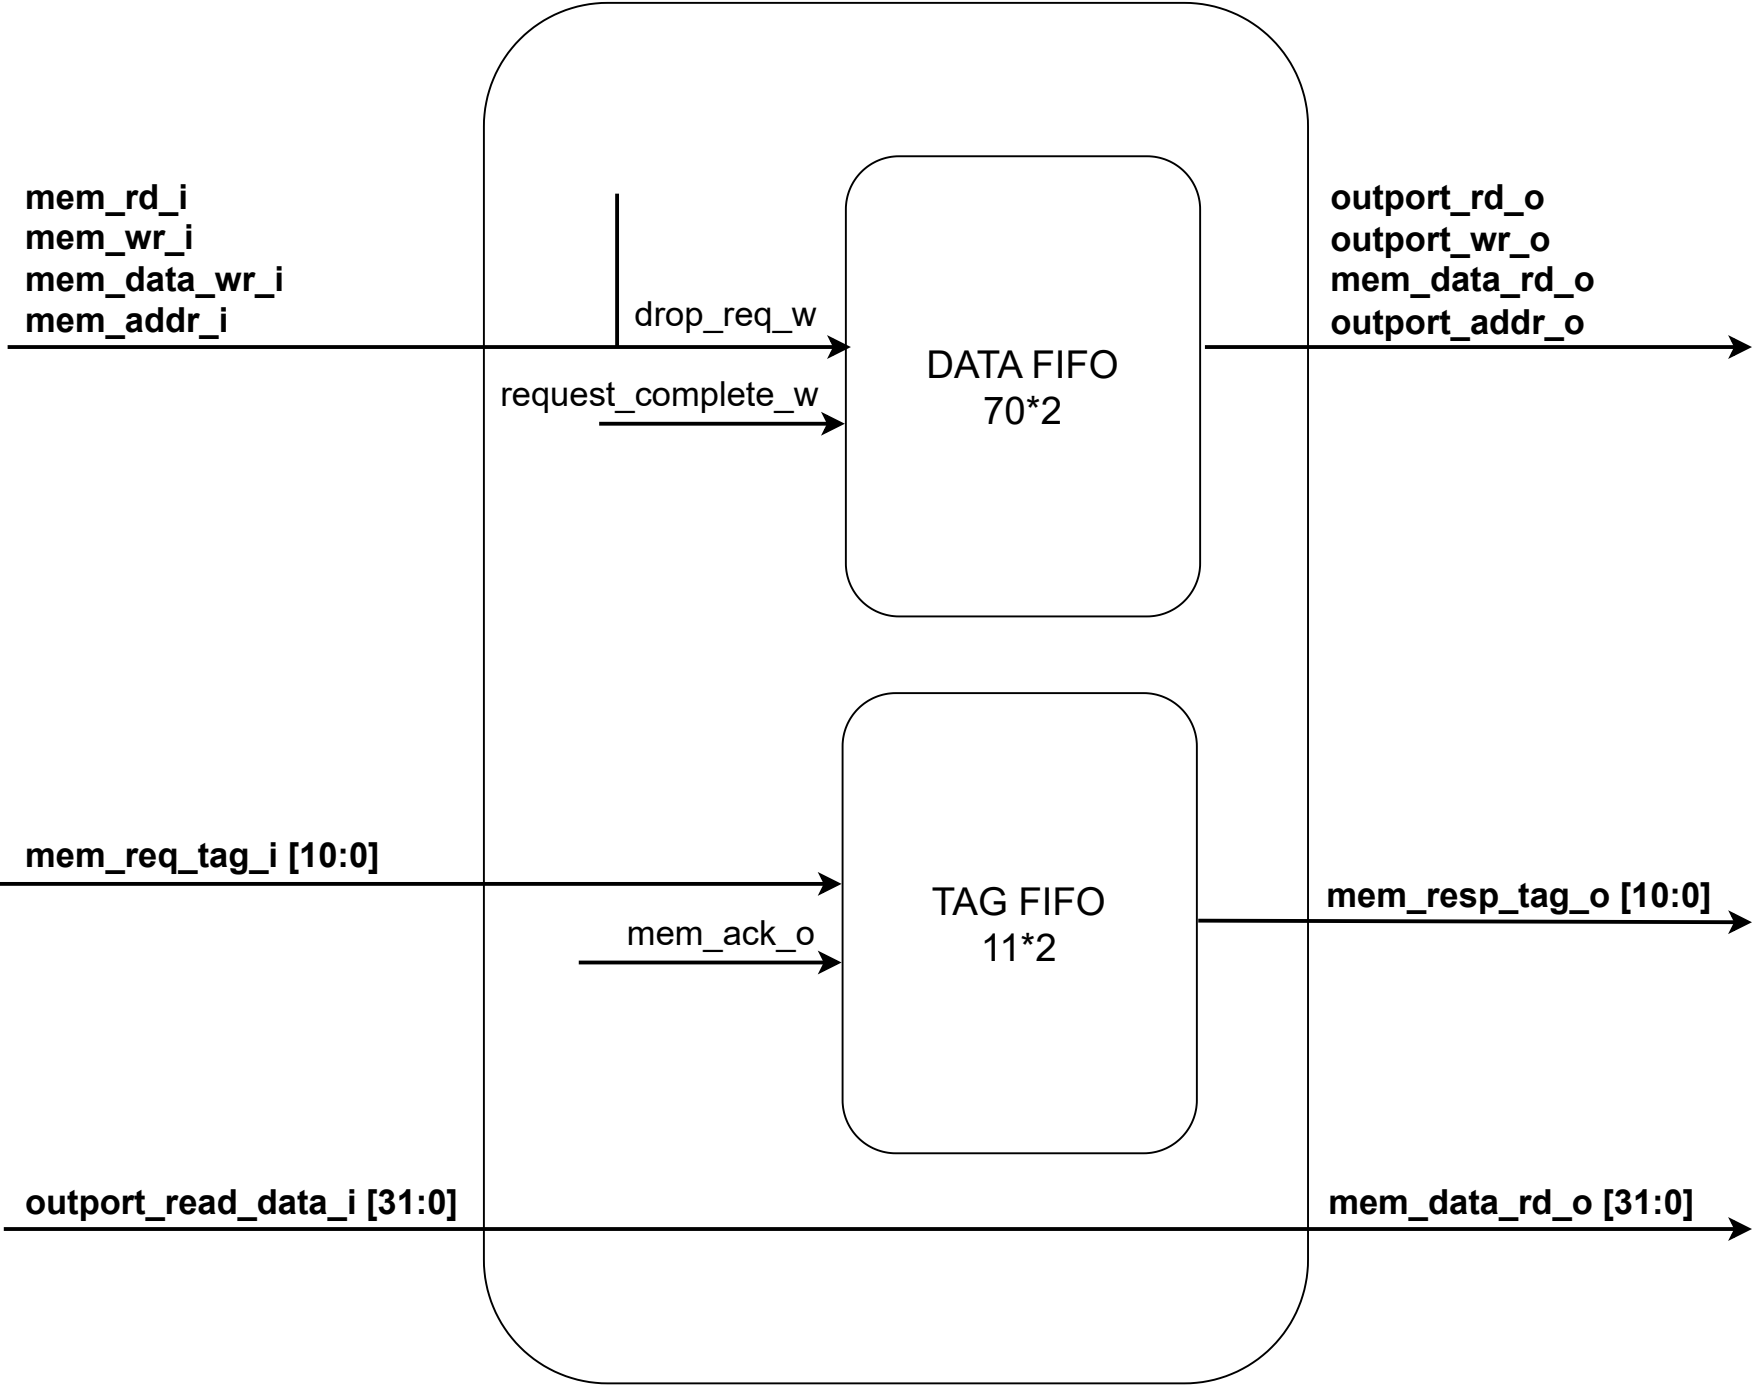 mem_rd_i
mem_wr_i
mem_data_wr_i
mem_addr_i
drop_req_w
request_complete_w
DATA FIFO
70*2
outport_rd_o
outport_wr_o
mem_data_rd_o
outport_addr_o
mem_req_tag_i [10:0]
mem_ack_o
TAG FIFO
11*2
mem_resp_tag_o [10:0]
outport_read_data_i [31:0]
mem_data_rd_o [31:0]